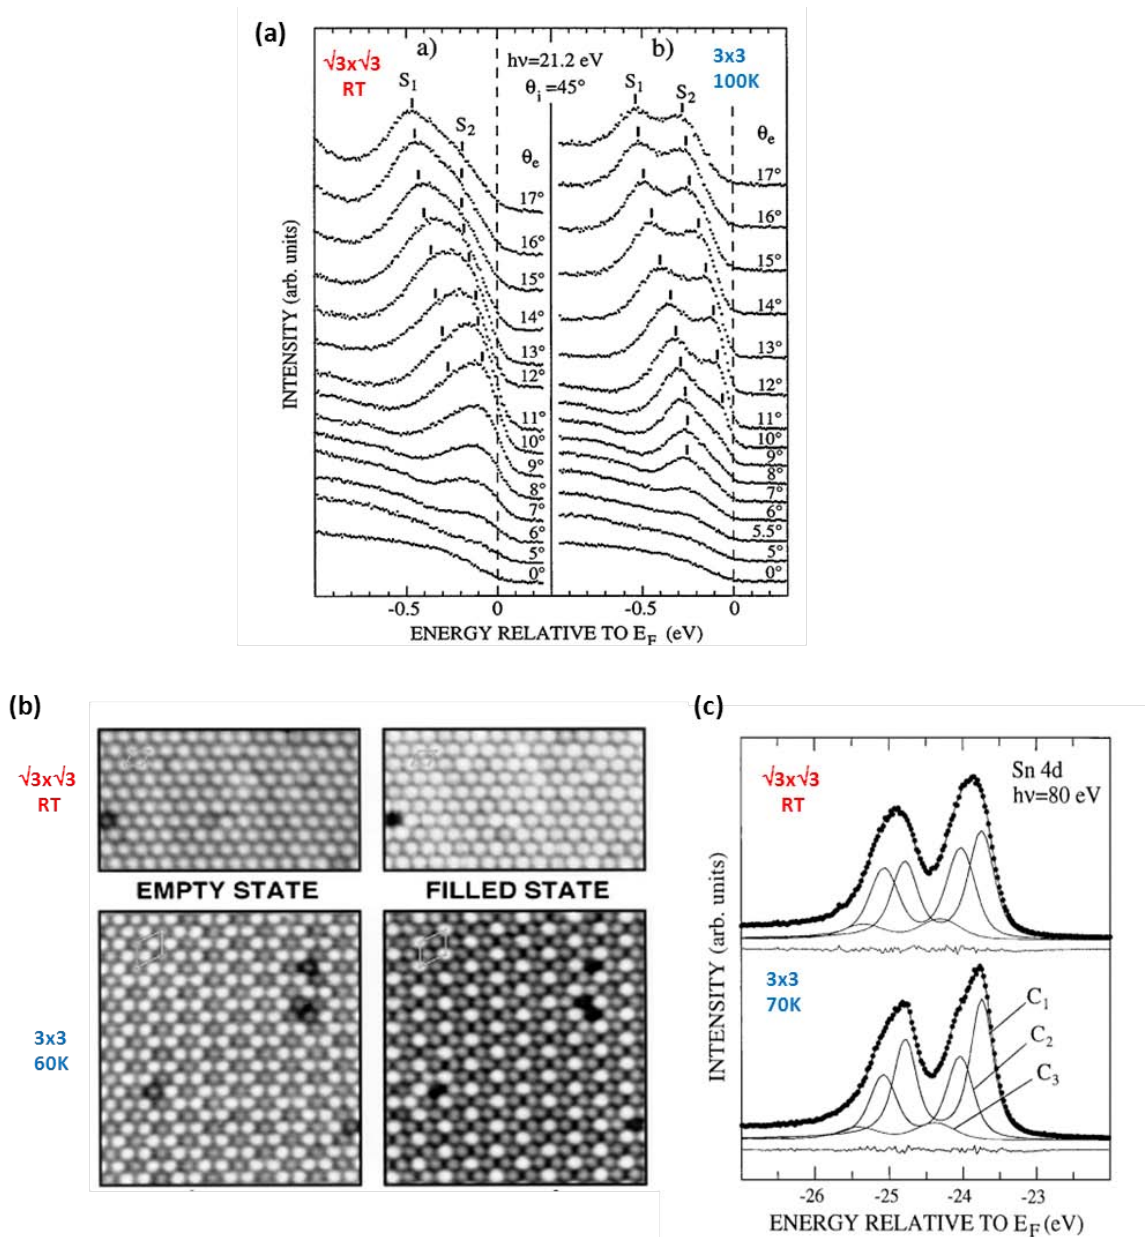 (a)
√3x√3
RT
a)
hν=21.2 eV
θi =45°
b)
3x3
100K
S1
S2
S1
S2
θe
θe
17°
16°
15°
14°
13°
12°
11°
10°
9°
8°
7°
6°
5°
0°
17°
16°
15°
14°
13°
12°
11°
10°
9°
8°
7°
6°
5.5°
5°
0°
INTENSITY (arb. units)
-0.5
0
-0.5
0
ENERGY RELATIVE TO EF (eV)
(b)
√3x√3
RT
EMPTY STATE
FILLED STATE
3x3
60K
(c)
√3x√3
RT
Sn 4d
hν=80 eV
3x3
70K
C1
C2
C3
INTENSITY (arb. units)
-26
-25
-24
-23
ENERGY RELATIVE TO EF(eV)